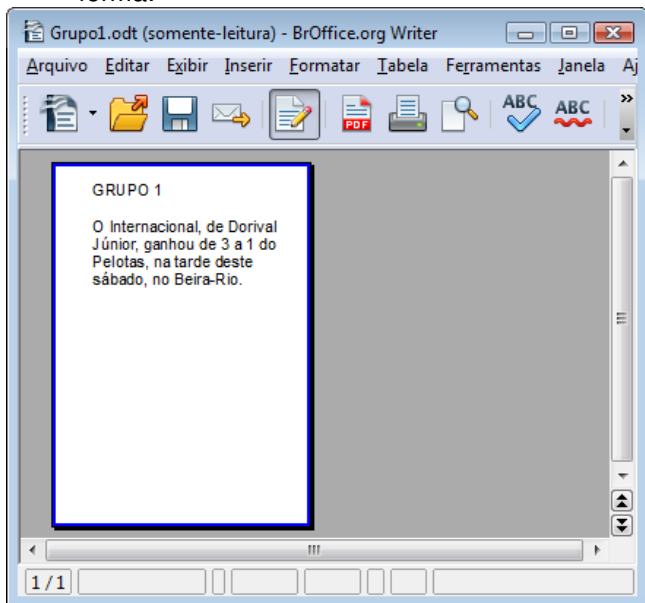 forma:
Grupo1.odt (somente-leitura) - BrOffice.org Writer
Arquivo Editar Exibir Inserir Formatar Tabela Ferramentas Janela Aj
PDF ABC ABC »
GRUPO 1
O Internacional, de Dorival
Júnior, ganhou de 3 a 1 do
Pelotas, na tarde deste
sábado, no Beira-Rio.
1/1